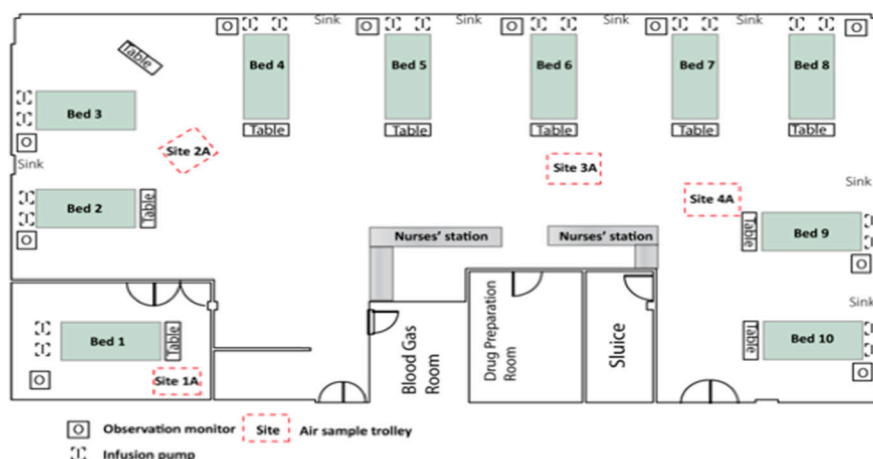 Sink Sink Sink Sink
Bed 4 Bed 5 Bed 6 Bed 7 Bed 8
Table
Bed 3
Table Table Table Table Table
Site 2A
Sink
Site 3A
Sink
Site 4A
Bed 2
Table
Nurses' station Nurses' station
Table
Bed 9
Sink
Bed 1
Table
Blood Gas
Room
Drug Preparation
Room
Sluice
Table
Bed 10
Site 1A
Observation monitor Site Air sample trolley
Infusion pump